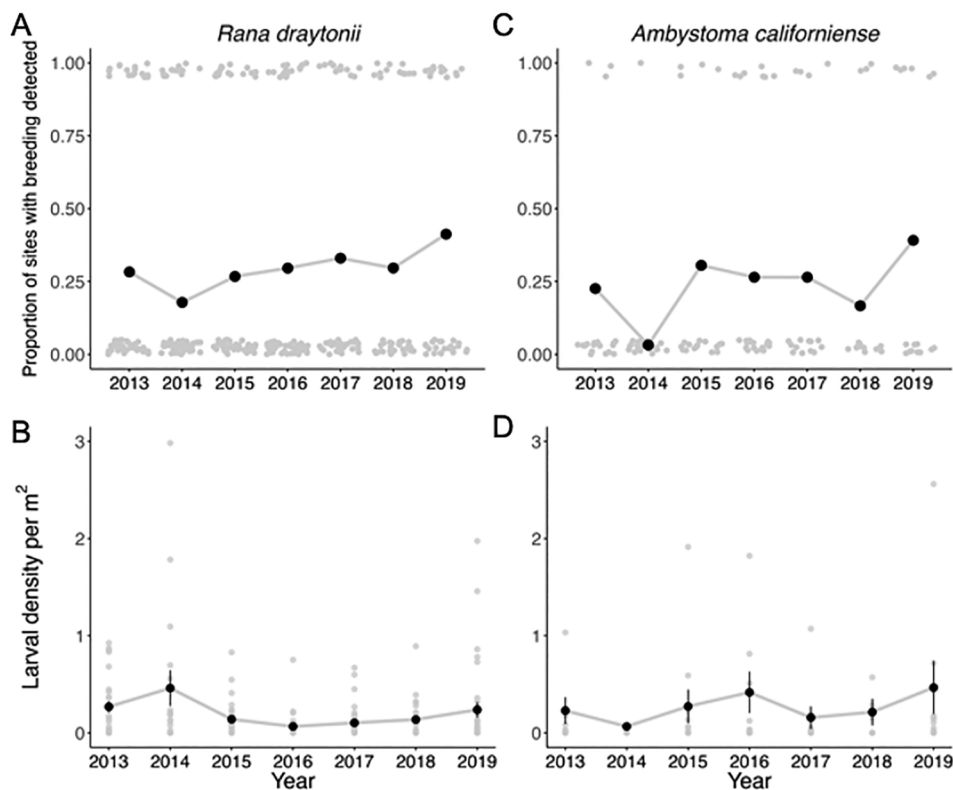 A
Rana draytonii
Proportion of sites with breeding detected
1.00
0.75
0.50
0.25
0.00
2013 2014 2015 2016 2017 2018 2019
C
Ambystoma californiense
1.00
0.75
0.50
0.25
0.00
2013 2014 2015 2016 2017 2018 2019
B
Larval density per m²
3
2
1
0
2013 2014 2015 2016 2017 2018 2019
Year
D
3
2
1
0
2013 2014 2015 2016 2017 2018 2019
Year